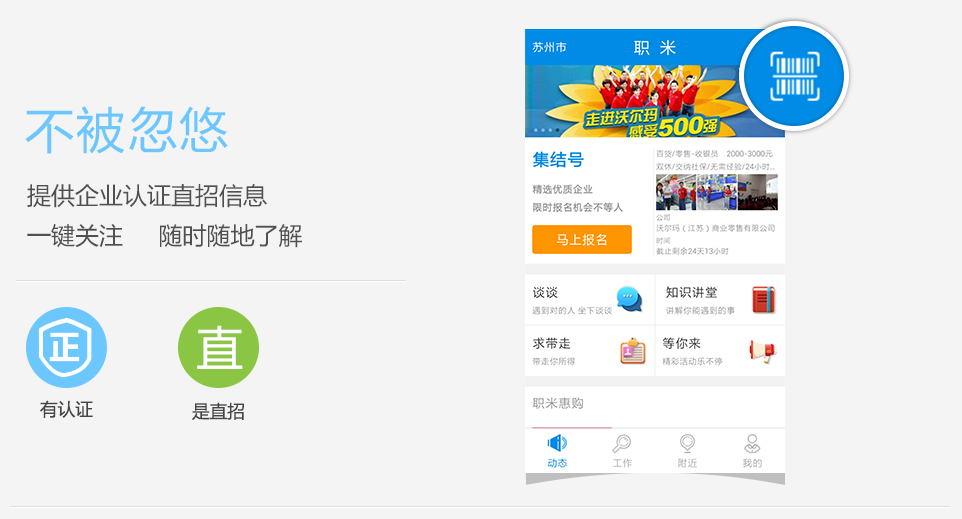 不被忽悠
提供企业认证直招信息
一键关注 随时随地了解
正
直
有认证
是直招
苏州市
职 米
走进沃尔玛
感受500强
集结号
精选优质企业
限时报名机会不等人
马上报名
百货/零售-收银员 2000-3000元
双休/交纳社保/无需经验/24小时...
公司
沃尔玛（江苏）商业零售有限公司
时间
截止剩余24天13小时
谈谈
遇到对的人 坐下谈谈
知识讲堂
讲解你能遇到的事
求带走
带走你所得
等你来
精彩活动乐不停
职米惠购
动态
工作
附近
我的